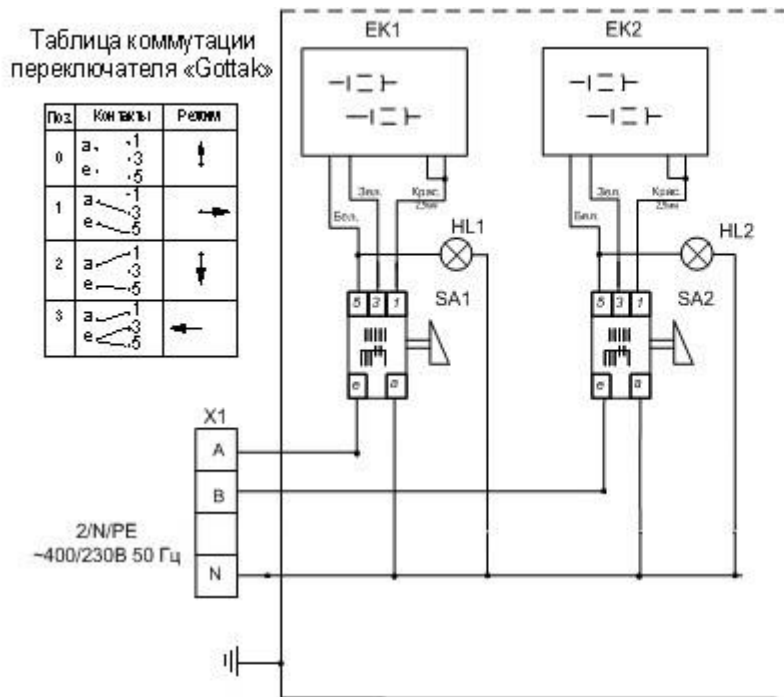 Таблица коммутации
переключателя «Gottak»
Поз. Контакты Режим
0 a 1
3
e 5
1 a 1
3
e 5
2 a 1
3
e 5
3 a 1
e 3
5
EK1
EK2
Бел.
Зел.
Крас.
Бел.
Зел.
Крас.
HL1
HL2
5 3 1
SA1
5 3 1
SA2
e a
e a
X1
A
B
2/N/PE
~400/230В 50 Гц
N